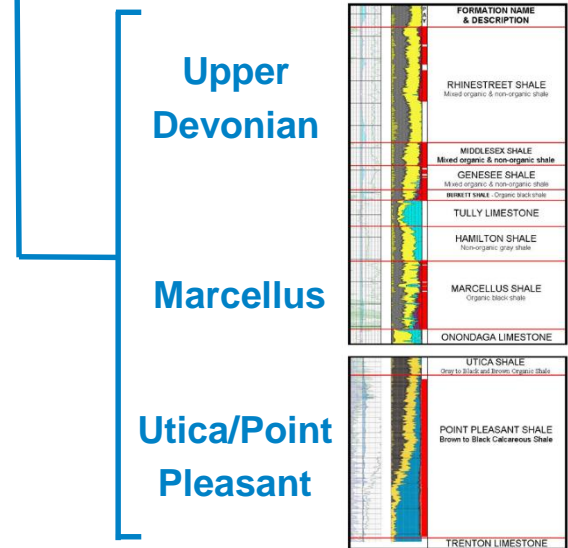 Upper
Devonian
Marcellus
Utica/Point
Pleasant
PAY
FORMATION NAME
& DESCRIPTION
RHINESTREET SHALE
Mixed organic & non-organic shale
MIDDLESEX SHALE
Mixed organic & non-organic shale
GENESEE SHALE
Mixed organic & non-organic shale
BURKETT SHALE - Organic black shale
TULLY LIMESTONE
HAMILTON SHALE
Non-organic gray shale
MARCELLUS SHALE
Organic black shale
ONONDAGA LIMESTONE
UTICA SHALE
Gray to Black and Brown Organic Shale
POINT PLEASANT SHALE
Brown to Black Calcareous Shale
TRENTON LIMESTONE